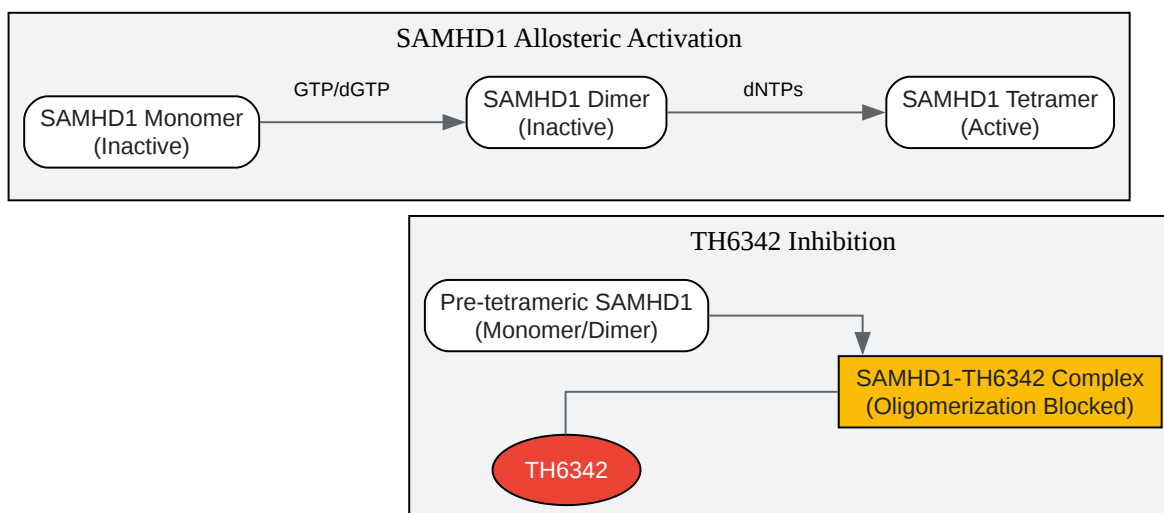 SAMHD1 Allosteric Activation
GTP/dGTP
dNTPs
SAMHD1 Monomer
(Inactive)
SAMHD1 Dimer
(Inactive)
SAMHD1 Tetramer
(Active)
TH6342 Inhibition
Pre-tetrameric SAMHD1
(Monomer/Dimer)
SAMHD1-TH6342 Complex
(Oligomerization Blocked)
TH6342